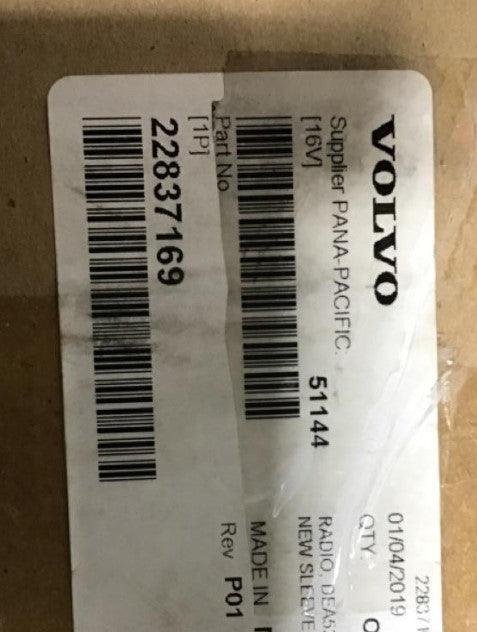 VOLVO
Supplier PANA-PACIFIC.
[16V] 51144
Part No
[1P]
22837169
01/04/2019
QTY:
RADIO, DEA5
NEW SLEEVE
MADE IN
Rev P01